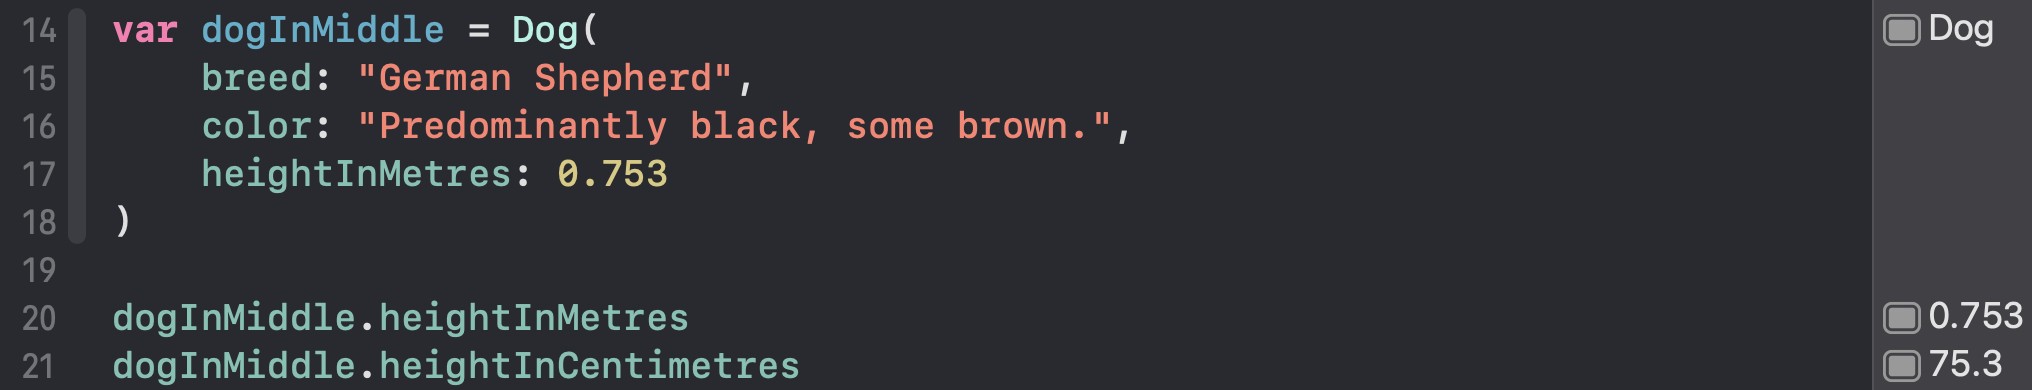 14 var dogInMiddle = Dog( Dog
15 breed: "German Shepherd",
16 color: "Predominantly black, some brown.",
17 heightInMetres: 0.753
18 )
19
20 dogInMiddle.heightInMetres 0.753
21 dogInMiddle.heightInCentimetres 75.3